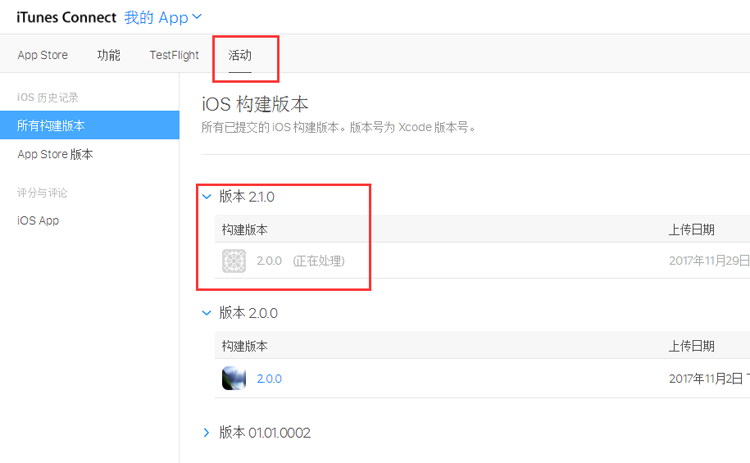 iTunes Connect 我的 App
App Store 功能 TestFlight 活动
iOS 历史记录
所有构建版本
App Store 版本
评分与评论
iOS App
iOS 构建版本
所有已提交的 iOS 构建版本。版本号为 Xcode 版本号。
版本 2.1.0
构建版本 上传日期
2.0.0 (正在处理) 2017年11月29日
版本 2.0.0
构建版本 上传日期
2.0.0 2017年11月2日
版本 01.01.0002